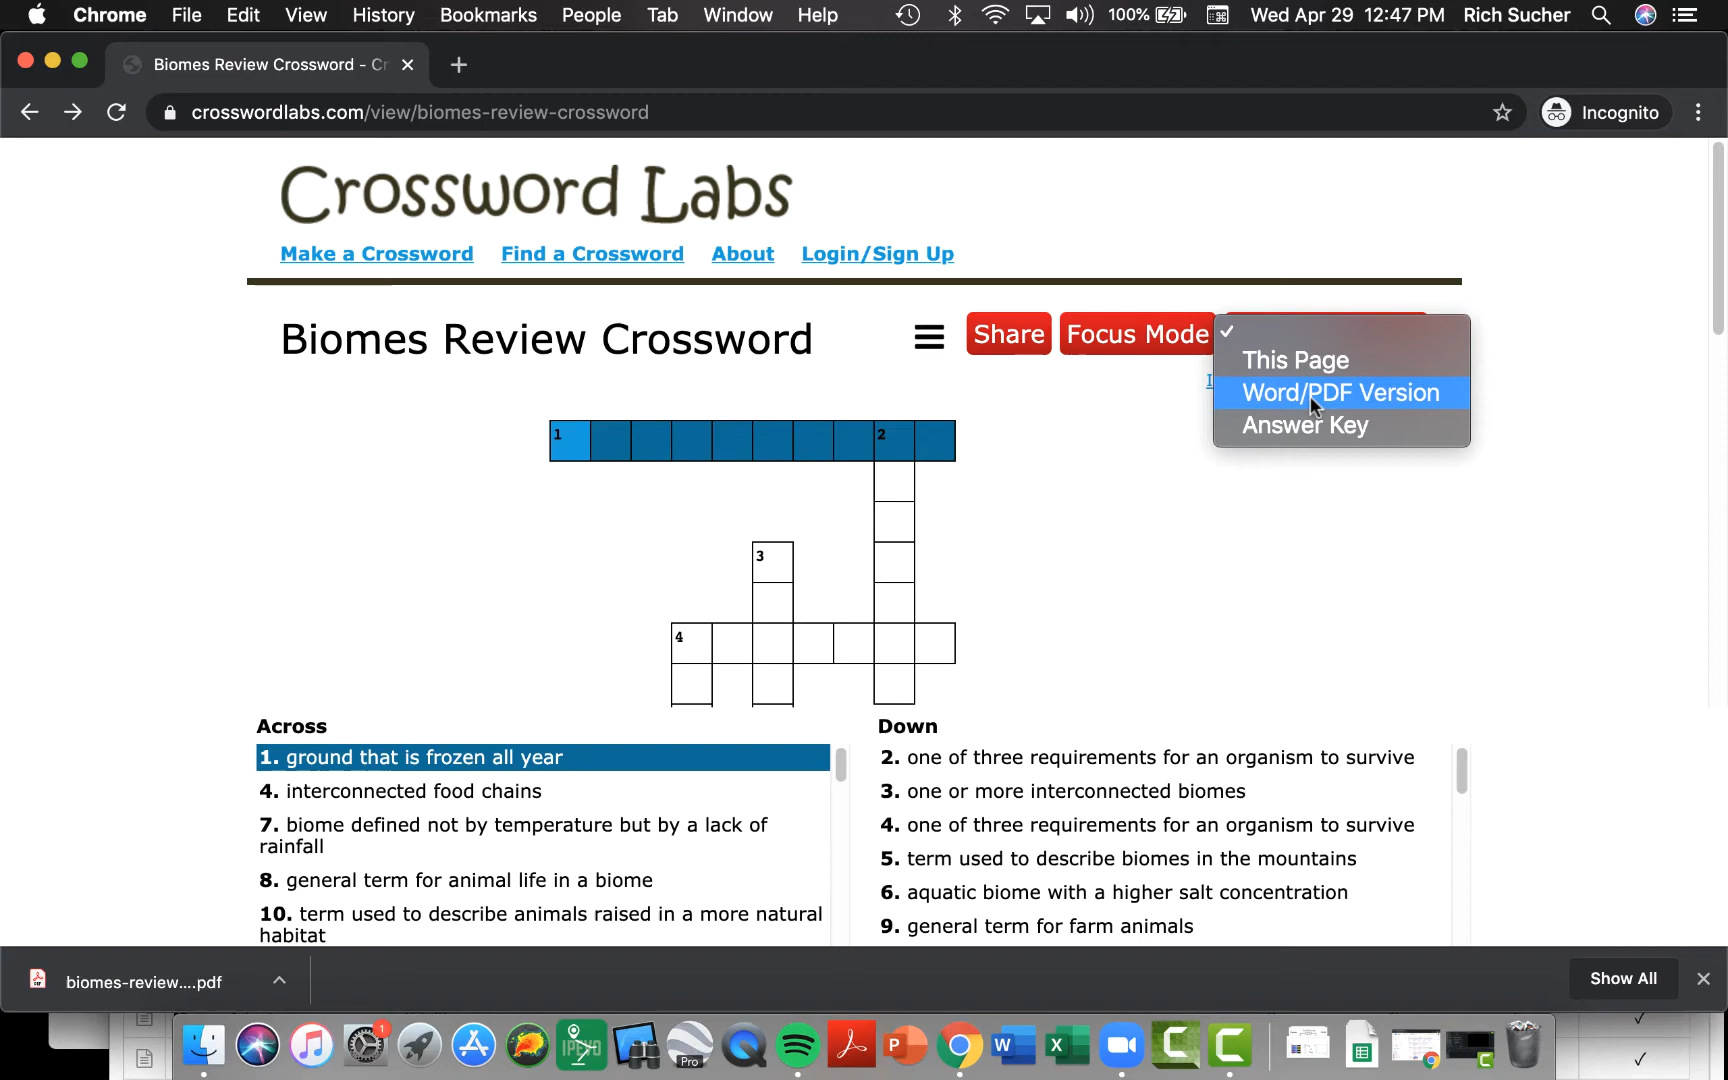 Chrome File Edit View History Bookmarks People Tab Window Help 100% Wed Apr 29 12:47 PM Rich Sucher
Biomes Review Crossword - Cr
crosswordlabs.com/view/biomes-review-crossword Incognito
Crossword Labs
Make a Crossword Find a Crossword About Login/Sign Up
Biomes Review Crossword Share Focus Mode
This Page
Word/PDF Version
Answer Key
1 2
3
4
Across
1. ground that is frozen all year
4. interconnected food chains
7. biome defined not by temperature but by a lack of
rainfall
8. general term for animal life in a biome
10. term used to describe animals raised in a more natural
habitat
Down
2. one of three requirements for an organism to survive
3. one or more interconnected biomes
4. one of three requirements for an organism to survive
5. term used to describe biomes in the mountains
6. aquatic biome with a higher salt concentration
9. general term for farm animals
biomes-review....pdf Show All
1
IPEVO
Pro
P
W
X